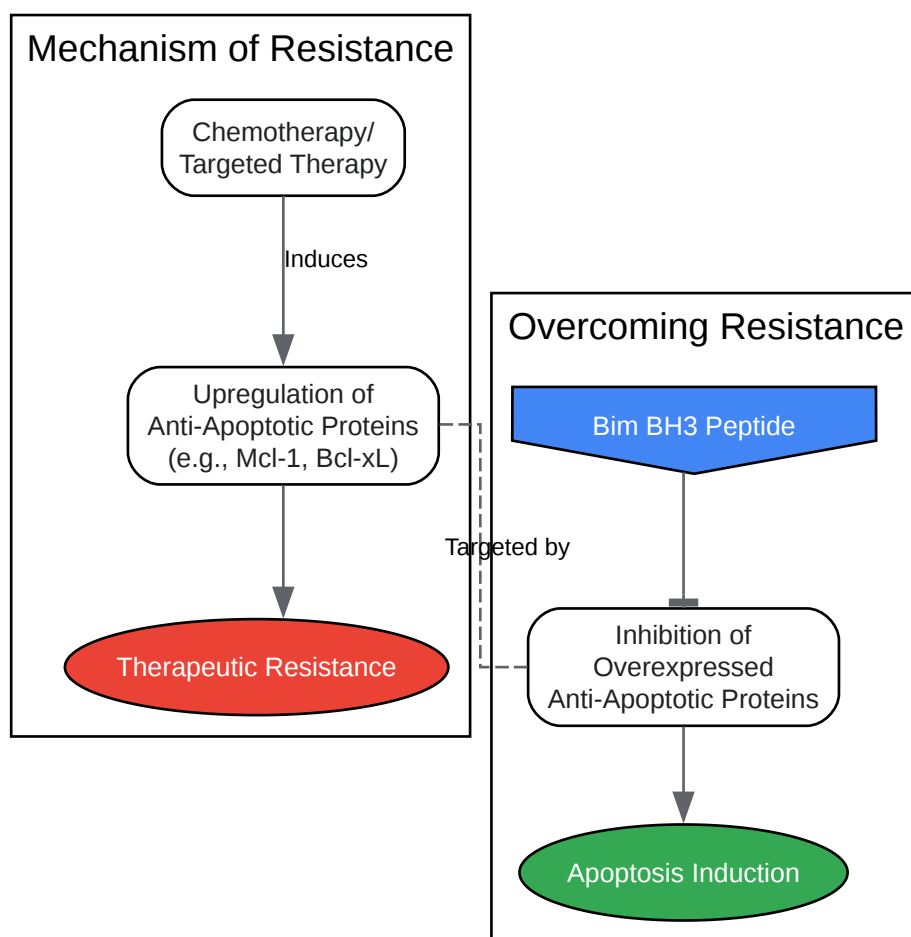 Mechanism of Resistance
Chemotherapy/
Targeted Therapy
Induces
Upregulation of
Anti-Apoptotic Proteins
(e.g., Mcl-1, Bcl-xL)
Therapeutic Resistance
Targeted by
Overcoming Resistance
Bim BH3 Peptide
Inhibition of
Overexpressed
Anti-Apoptotic Proteins
Apoptosis Induction